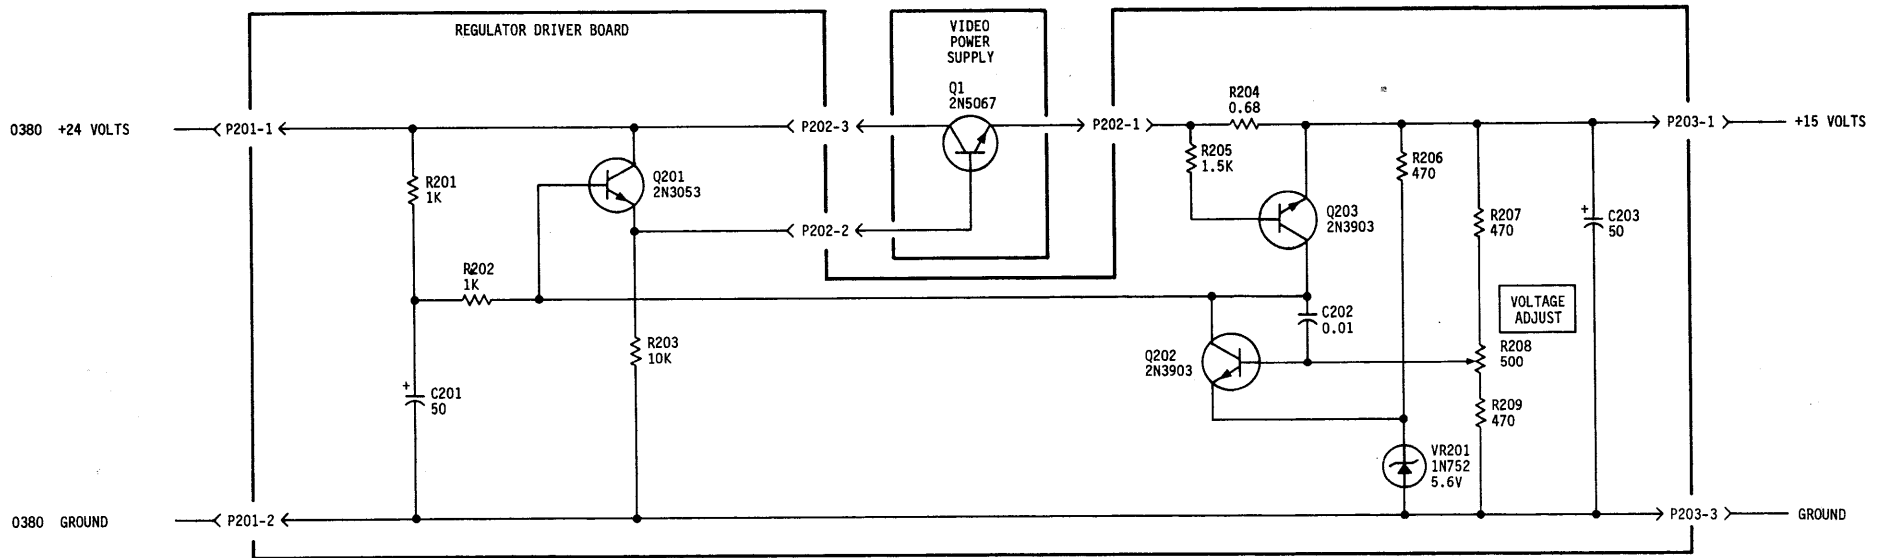 REGULATOR DRIVER BOARD
VIDEO
POWER
SUPPLY
Q1
2N5067
0380 +24 VOLTS
P201-1
P202-3
P202-1
R204
0.68
P203-1
+15 VOLTS
R201
1K
Q201
2N3053
R205
1.5K
R206
470
P202-2
Q203
2N3903
R207
470
+
C203
50
R202
1K
C202
0.01
VOLTAGE
ADJUST
R203
10K
Q202
2N3903
R208
500
+
C201
50
R209
470
VR201
1N752
5.6V
0380 GROUND
P201-2
P203-3
GROUND